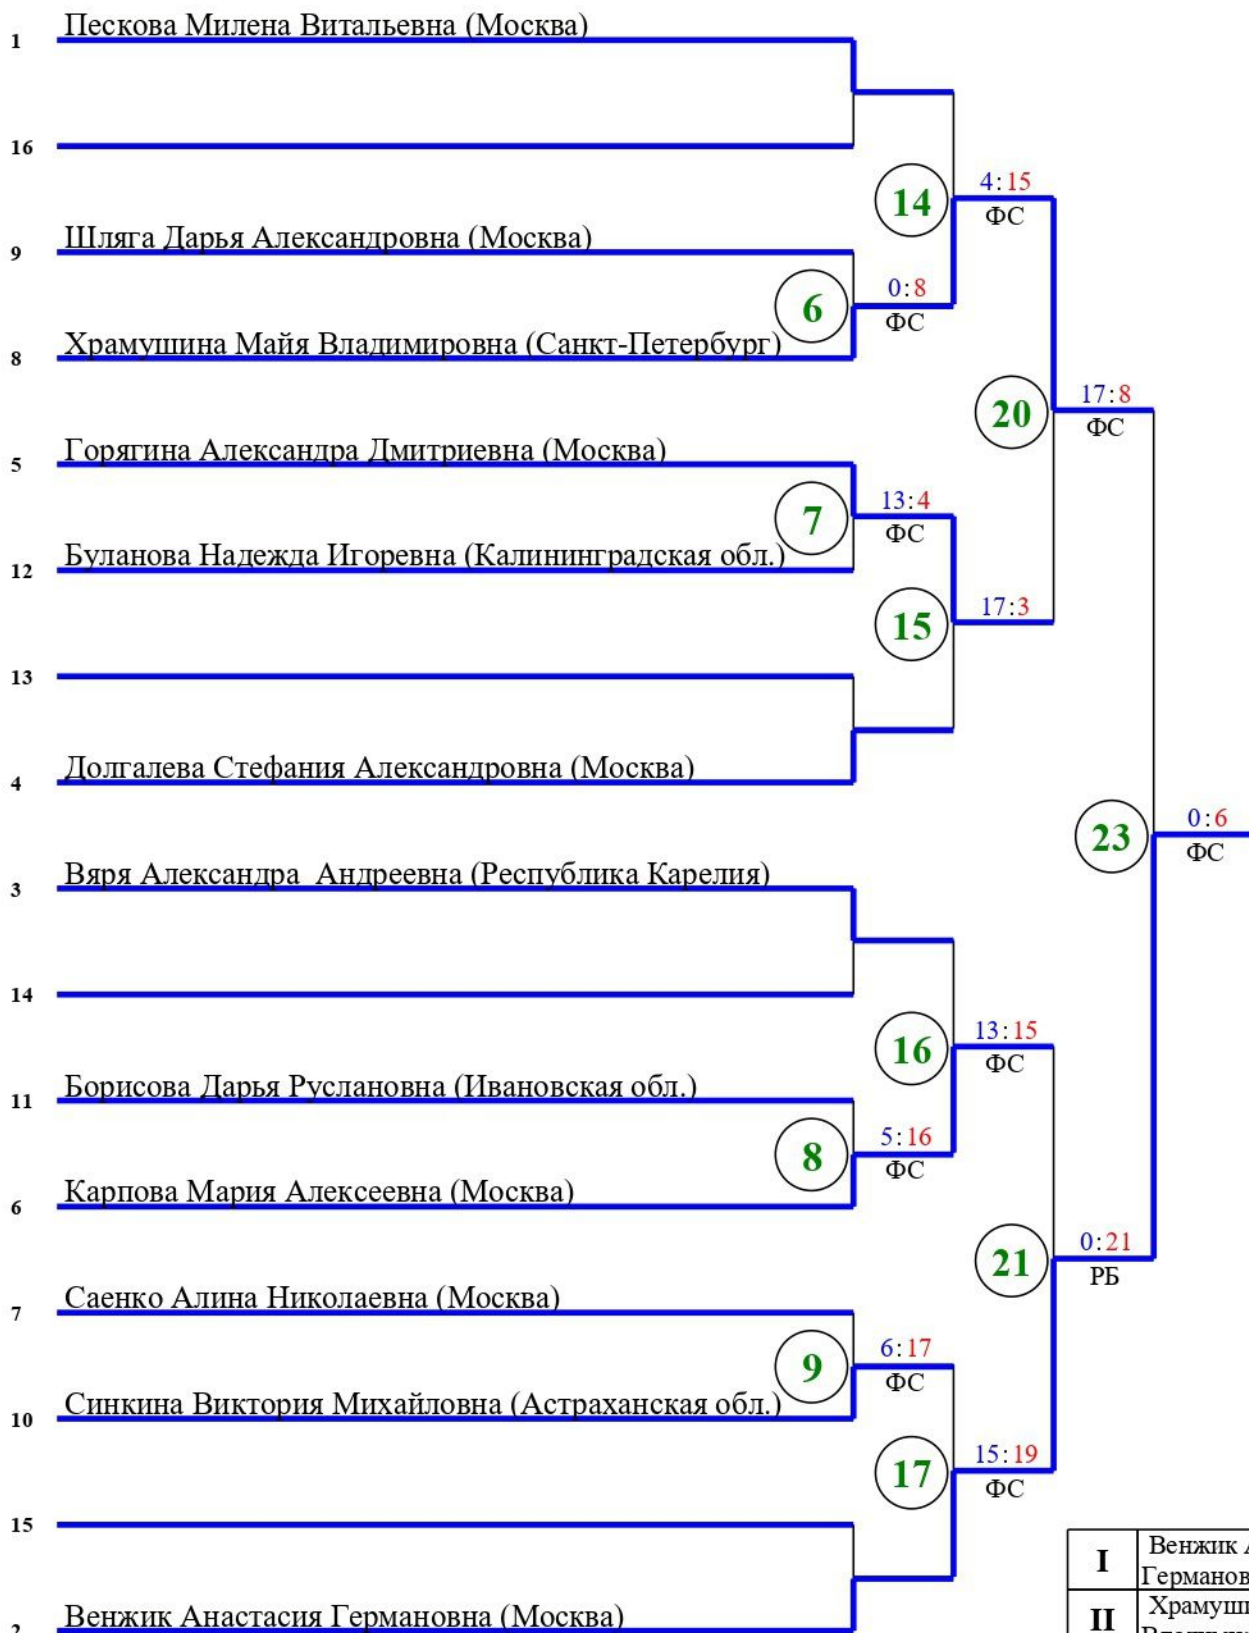 Пескова Милена Витальевна (Москва)
1
16
14
4:15
ФС
Шляга Дарья Александровна (Москва)
9
6
0:8
ФС
Храмушина Майя Владимировна (Санкт-Петербург)
8
20
17:8
ФС
Горягина Александра Дмитриевна (Москва)
5
7
13:4
ФС
Буланова Надежда Игоревна (Калининградская обл.)
12
15
17:3
13
Долгалева Стефания Александровна (Москва)
4
23
0:6
ФС
Вяря Александра Андреевна (Республика Карелия)
3
14
16
13:15
ФС
Борисова Дарья Руслановна (Ивановская обл.)
11
8
5:16
ФС
Карпова Мария Алексеевна (Москва)
6
21
0:21
РБ
Саенко Алина Николаевна (Москва)
7
9
6:17
ФС
Синкина Виктория Михайловна (Астраханская обл.)
10
17
15:19
ФС
15
Венжик Анастасия Германовна (Москва)
2
I
Венжик
II